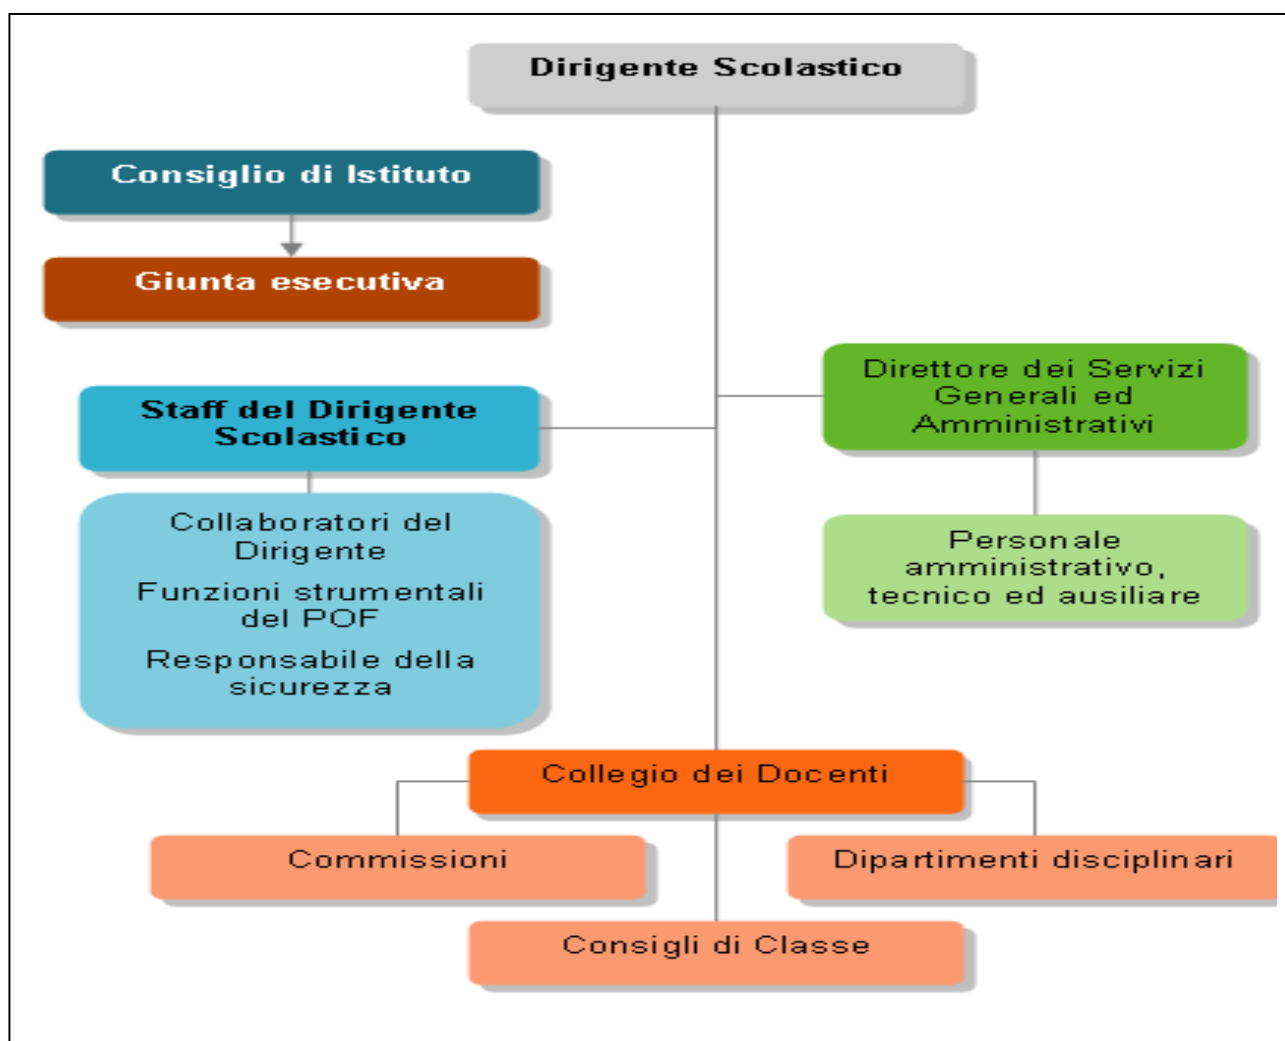 Dirigente Scolastico
Consiglio di Istituto
Giunta esecutiva
Staff del Dirigente
Scolastico
Collaboratori del
Dirigente
Funzioni strumentali
del POF
Responsabile della
sicurezza
Direttore dei Servizi
Generali ed
Amministrativi
Personale
amministrativo,
tecnico ed ausiliare
Collegio dei Docenti
Commissioni
Dipartimenti disciplinari
Consigli di Classe